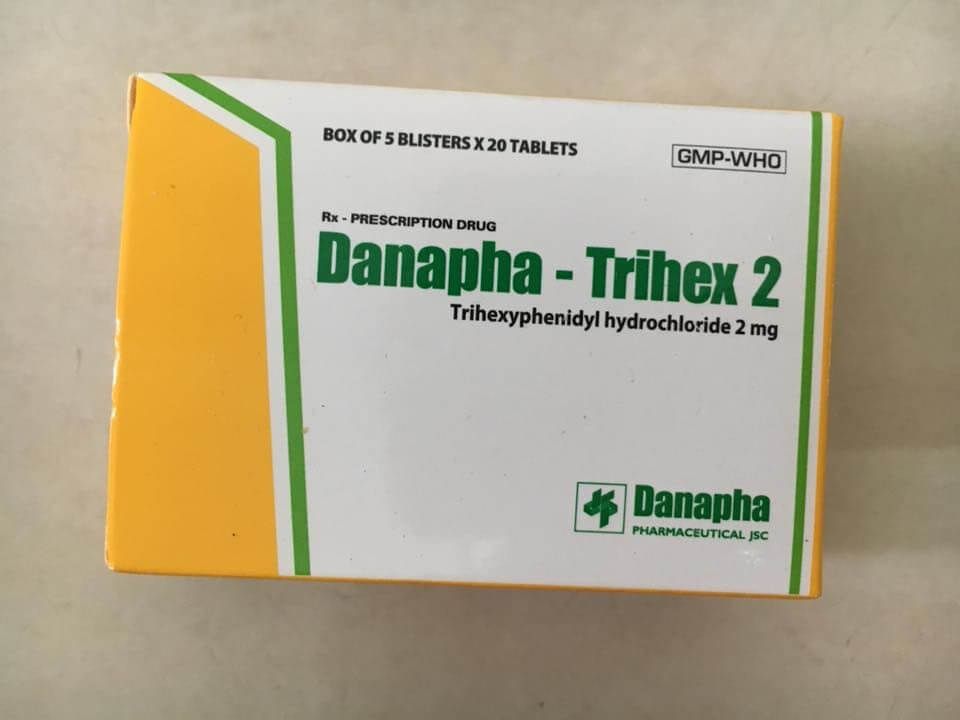 BOX OF 5 BLISTERS X 20 TABLETS
GMP-WHO
Rx - PRESCRIPTION DRUG
Danapha - Trihex 2
Trihexyphenidyl hydrochloride 2 mg
Danapha
PHARMACEUTICAL JSC